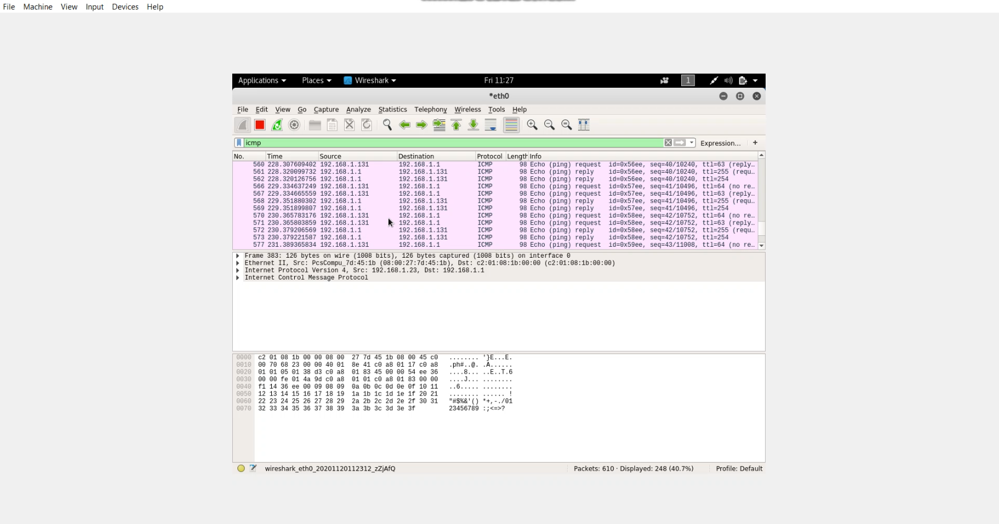 File Machine View Input Devices Help
Applications Places Wireshark Fri 11:27 1
*eth0
File Edit View Go Capture Analyze Statistics Telephony Wireless Tools Help
icmp Expression... +
No. Time Source Destination Protocol Length Info
560 228.307609402 192.168.1.131 192.168.1.1 ICMP 98 Echo (ping) request id=0x56ee, seq=40/10240, ttl=63 (reply…
561 228.320099732 192.168.1.1 192.168.1.131 ICMP 98 Echo (ping) reply id=0x56ee, seq=40/10240, ttl=255 (requ…
562 228.320126756 192.168.1.1 192.168.1.131 ICMP 98 Echo (ping) reply id=0x56ee, seq=40/10240, ttl=254
566 229.334637249 192.168.1.131 192.168.1.1 ICMP 98 Echo (ping) request id=0x57ee, seq=41/10496, ttl=64 (no re…
567 229.334665559 192.168.1.131 192.168.1.1 ICMP 98 Echo (ping) request id=0x57ee, seq=41/10496, ttl=63 (reply…
568 229.351880302 192.168.1.1 192.168.1.131 ICMP 98 Echo (ping) reply id=0x57ee, seq=41/10496, ttl=255 (requ…
569 229.351899807 192.168.1.1 192.168.1.131 ICMP 98 Echo (ping) reply id=0x57ee, seq=41/10496, ttl=254
570 230.365783176 192.168.1.131 192.168.1.1 ICMP 98 Echo (ping) request id=0x58ee, seq=42/10752, ttl=64 (no re…
571 230.365803859 192.168.1.131 192.168.1.1 ICMP 98 Echo (ping) request id=0x58ee, seq=42/10752, ttl=63 (reply…
572 230.379206569 192.168.1.1 192.168.1.131 ICMP 98 Echo (ping) reply id=0x58ee, seq=42/10752, ttl=255 (requ…
573 230.379221587 192.168.1.1 192.168.1.131 ICMP 98 Echo (ping) reply id=0x58ee, seq=42/10752, ttl=254
577 231.389365834 192.168.1.131 192.168.1.1 ICMP 98 Echo (ping) request id=0x59ee, seq=43/11008, ttl=64 (no re…
Frame 383: 126 bytes on wire (1008 bits), 126 bytes captured (1008 bits) on interface 0
Ethernet II, Src: PcsCompu_7d:45:1b (08:00:27:7d:45:1b), Dst: c2:01:08:1b:00:00 (c2:01:08:1b:00:00)
Internet Protocol Version 4, Src: 192.168.1.23, Dst: 192.168.1.1
Internet Control Message Protocol
0000 c2 01 08 1b 00 00 08 00 27 7d 45 1b 08 00 45 c0 ........ '}E...E.
0010 00 70 68 23 00 00 40 01 8e 41 c0 a8 01 17 c0 a8 .ph#..@. .A......
0020 01 01 05 01 38 d3 c0 a8 01 83 45 00 00 54 ee 36 ....8... ..E..T.6
0030 00 00 fe 01 4a 9d c0 a8 01 01 c0 a8 01 83 00 00 ....J... ........
0040 f1 14 36 ee 00 09 08 09 0a 0b 0c 0d 0e 0f 10 11 ..6..... ........
0050 12 13 14 15 16 17 18 19 1a 1b 1c 1d 1e 1f 20 21 ........ ...... !
0060 22 23 24 25 26 27 28 29 2a 2b 2c 2d 2e 2f 30 31 "#$%&'() *+,-./01
0070 32 33 34 35 36 37 38 39 3a 3b 3c 3d 3e 3f 23456789 :;<=>?
wireshark_eth0_20201120112312_zZjAfQ Packets: 610 · Displayed: 248 (40.7%) Profile: Default